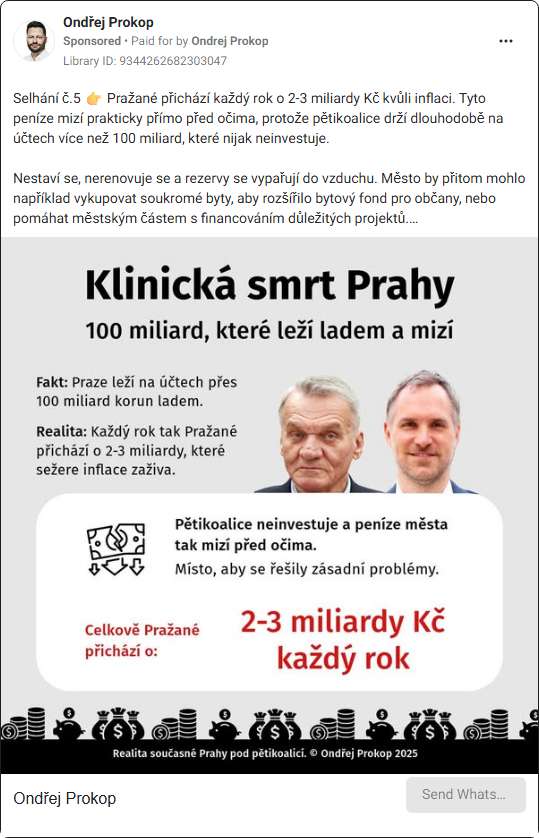 Ondřej Prokop
Sponsored • Paid for by Ondrej Prokop
Library ID: 9344262682303047
Selhání č.5 👉 Pražané přichází každý rok o 2-3 miliardy Kč kvůli inflaci. Tyto
peníze mizí prakticky přímo před očima, protože pětikoalice drží dlouhodobě na
účtech více než 100 miliard, které nijak neinvestuje.
Nestaví se, nerenovuje se a rezervy se vypařují do vzduchu. Město by přitom mohlo
například vykupovat soukromé byty, aby rozšířilo bytový fond pro občany, nebo
pomáhat městským částem s financováním důležitých projektů....
Klinická smrt Prahy
100 miliard, které leží ladem a mizí
Fakt: Praze leží na účtech přes
100 miliard korun ladem.
Realita: Každý rok tak Pražané
přichází o 2-3 miliardy, které
sežere inflace zaživa.
Pětikoalice neinvestuje a peníze města
tak mizí před očima.
Místo, aby se řešily zásadní problémy.
Celkově Pražané
přichází o:
2-3 miliardy Kč
každý rok
Realita současné Prahy pod pětikoalicí. © Ondřej Prokop 2025
Ondřej Prokop
Send Whats...